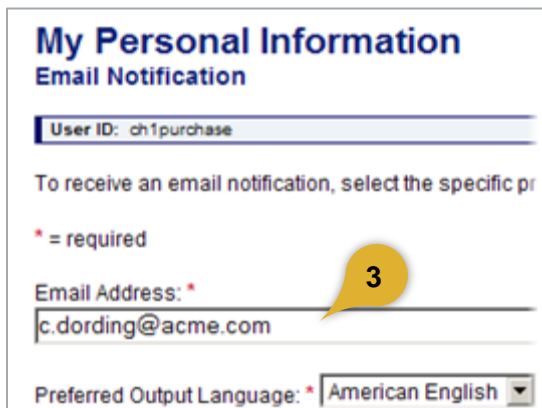 My Personal Information
Email Notification
User ID: ch1purchase
To receive an email notification, select the specific
* = required
3
Email Address: *
c.dording@acme.com
Preferred Output Language: * American English